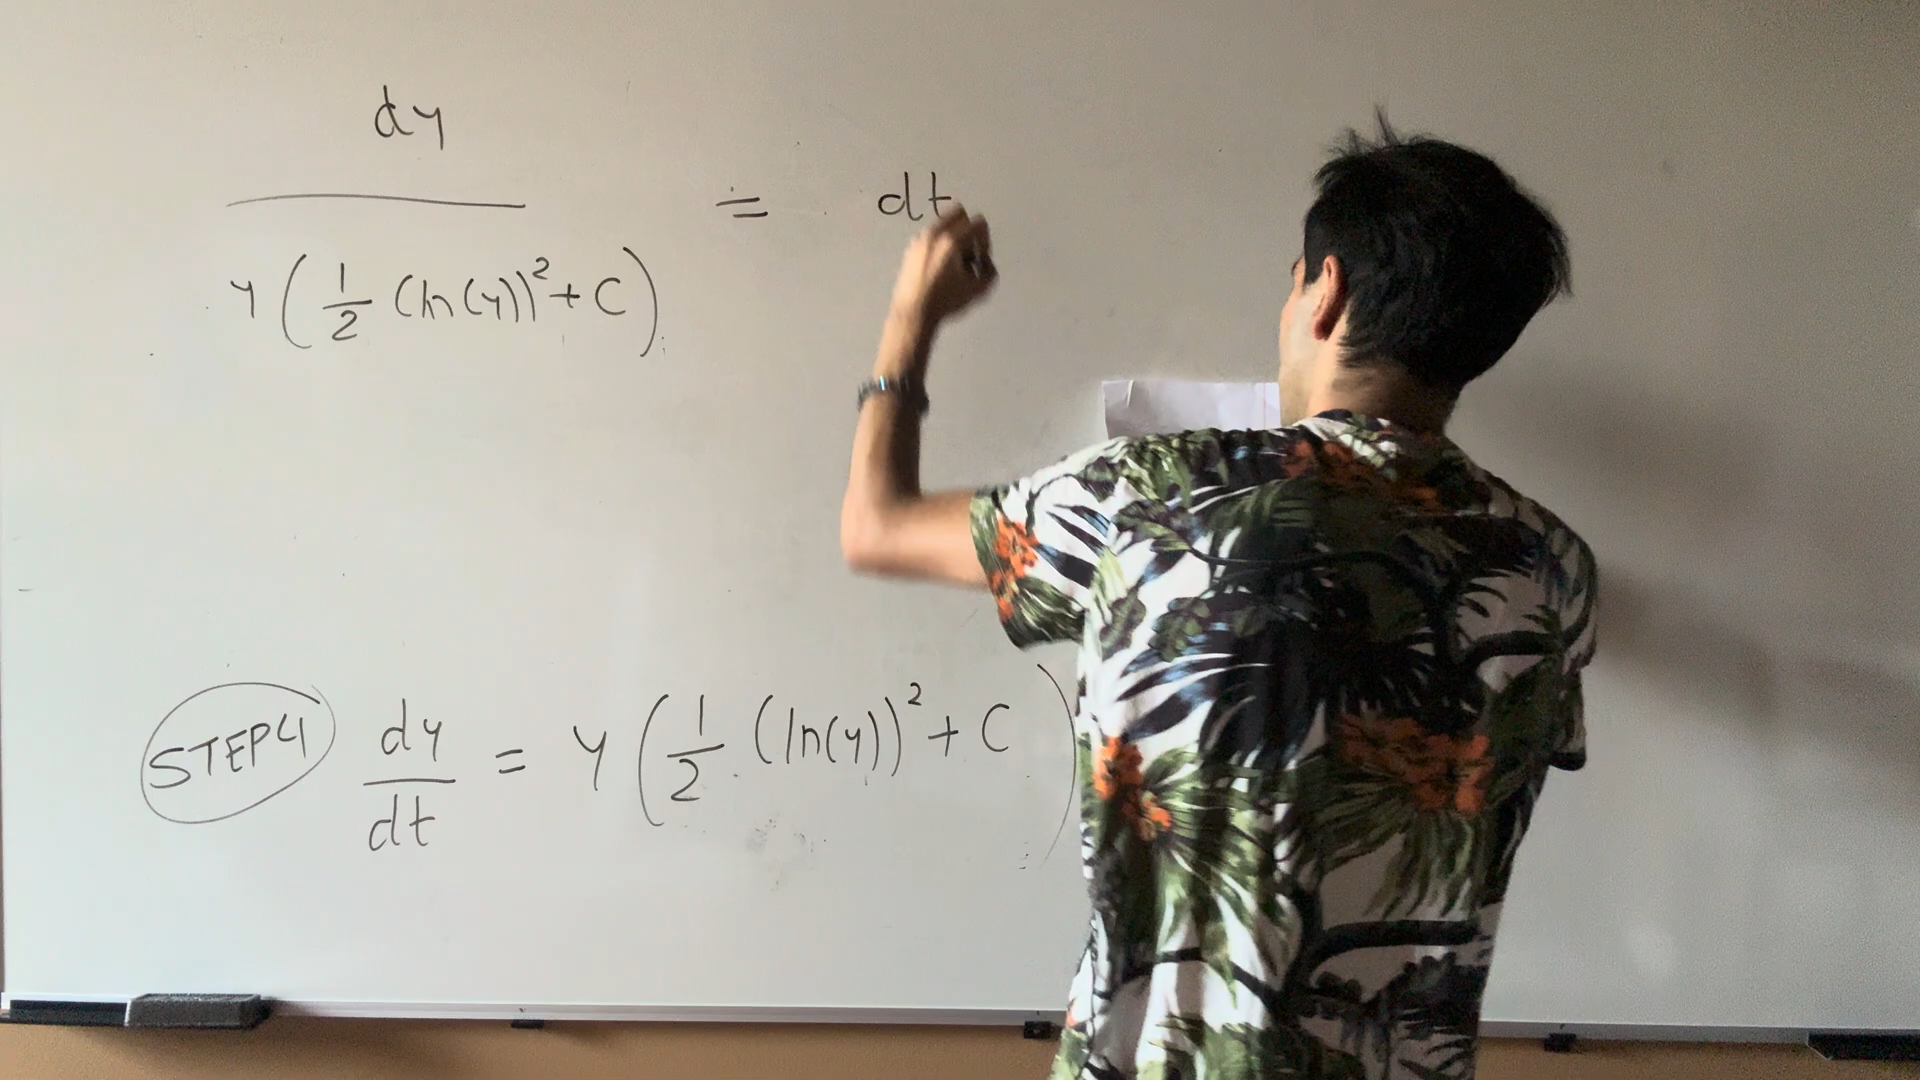 dy
= dt
y(1/2 (ln(y))²+C)
STEP4 dy/dt = y(1/2 (ln(y))²+C)